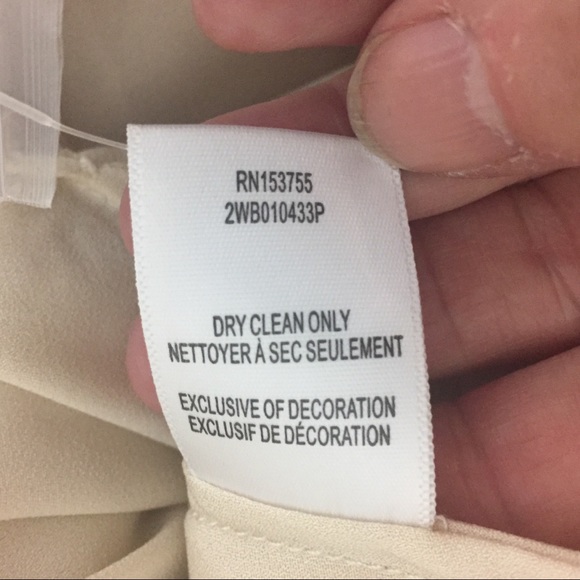 RN153755
2WB010433P
DRY CLEAN ONLY
NETTOYER À SEC SEULEMENT
EXCLUSIVE OF DECORATION
EXCLUSIF DE DÉCORATION